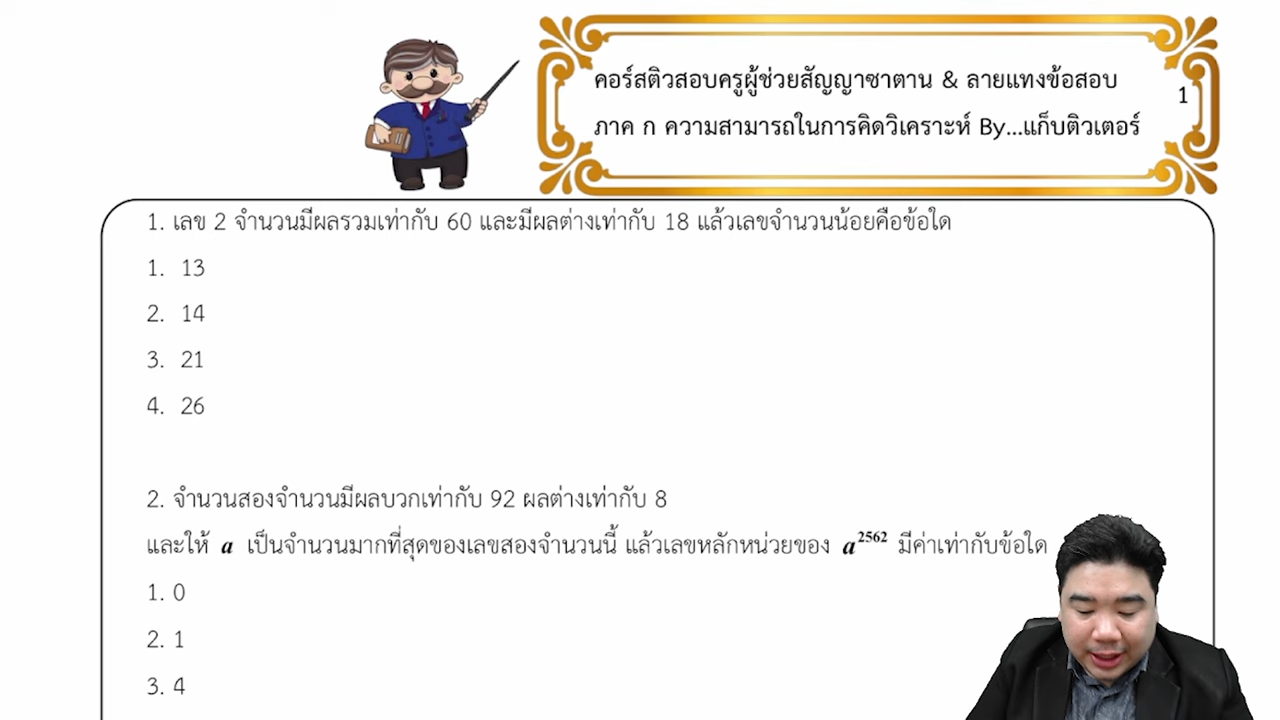 คอร์สติวสอบครูผู้ช่วยสัญญาซาตาน & ลายแทงข้อสอบ
1
ภาค ก ความสามารถในการคิดวิเคราะห์ By...แก็บติวเตอร์
1. เลข 2 จำนวนมีผลรวมเท่ากับ 60 และมีผลต่างเท่ากับ 18 แล้วเลขจำนวนน้อยคือข้อใด
1. 13
2. 14
3. 21
4. 26
2. จำนวนสองจำนวนมีผลบวกเท่ากับ 92 ผลต่างเท่ากับ 8
และให้ a เป็นจำนวนมากที่สุดของเลขสองจำนวนนี้ แล้วเลขหลักหน่วยของ a²⁵⁶² มีค่าเท่ากับข้อใด
1. 0
2. 1
3. 4